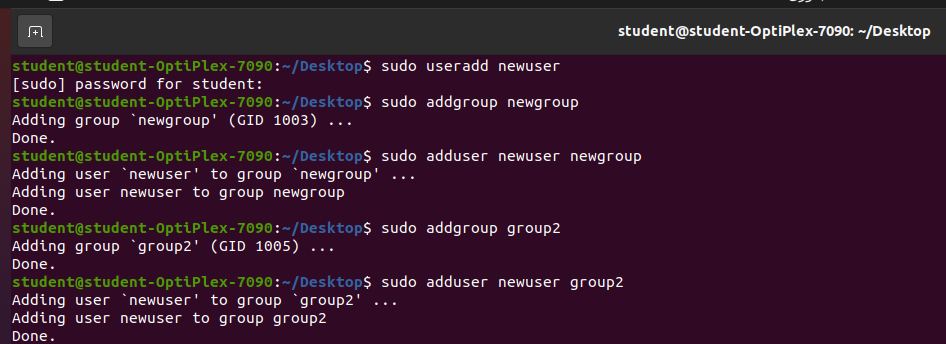 student@student-OptiPlex-7090: ~/Desktop
student@student-OptiPlex-7090:~/Desktop$ sudo useradd newuser
[sudo] password for student:
student@student-OptiPlex-7090:~/Desktop$ sudo addgroup newgroup
Adding group `newgroup' (GID 1003) ...
Done.
student@student-OptiPlex-7090:~/Desktop$ sudo adduser newuser newgroup
Adding user `newuser' to group `newgroup' ...
Adding user newuser to group newgroup
Done.
student@student-OptiPlex-7090:~/Desktop$ sudo addgroup group2
Adding group `group2' (GID 1005) ...
Done.
student@student-OptiPlex-7090:~/Desktop$ sudo adduser newuser group2
Adding user `newuser' to group `group2' ...
Adding user newuser to group group2
Done.